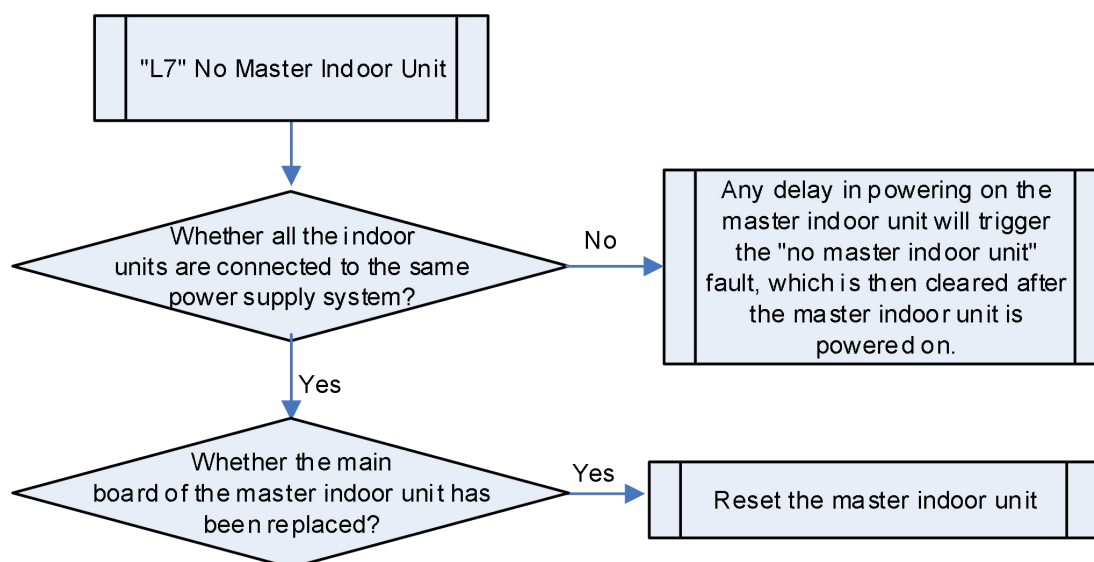 "L7" No Master Indoor Unit
Whether all the indoor
units are connected to the same
power supply system?
No
Any delay in powering on the
master indoor unit will trigger
the "no master indoor unit"
fault, which is then cleared after
the master indoor unit is
powered on.
Yes
Whether the main
board of the master indoor unit has
been replaced?
Yes
Reset the master indoor unit